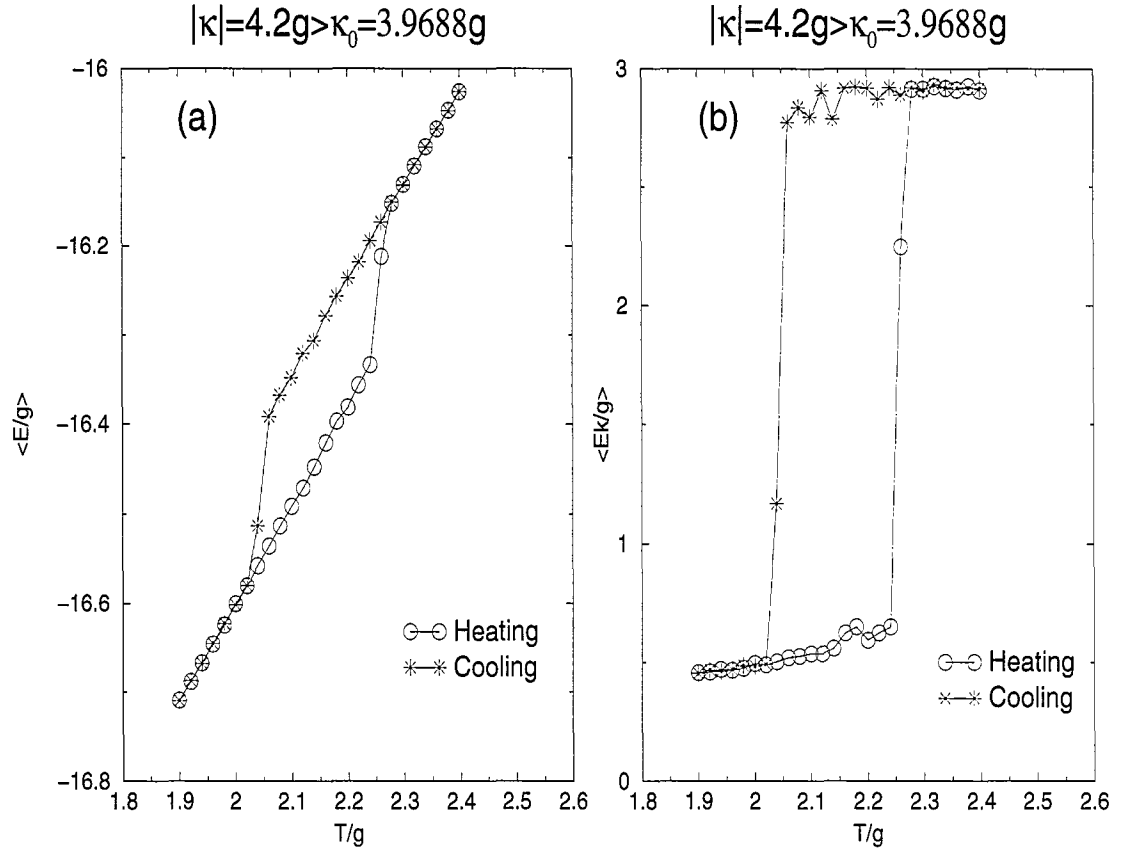 |κ|=4.2g>κ₀=3.9688g
(a)
−16
−16.2
−16.4
−16.6
−16.8
<E/g>
Heating
Cooling
1.8 1.9 2 2.1 2.2 2.3 2.4 2.5 2.6
T/g
|κ|=4.2g>κ₀=3.9688g
(b)
3
2
1
0
<Ek/g>
Heating
Cooling
1.8 1.9 2 2.1 2.2 2.3 2.4 2.5 2.6
T/g